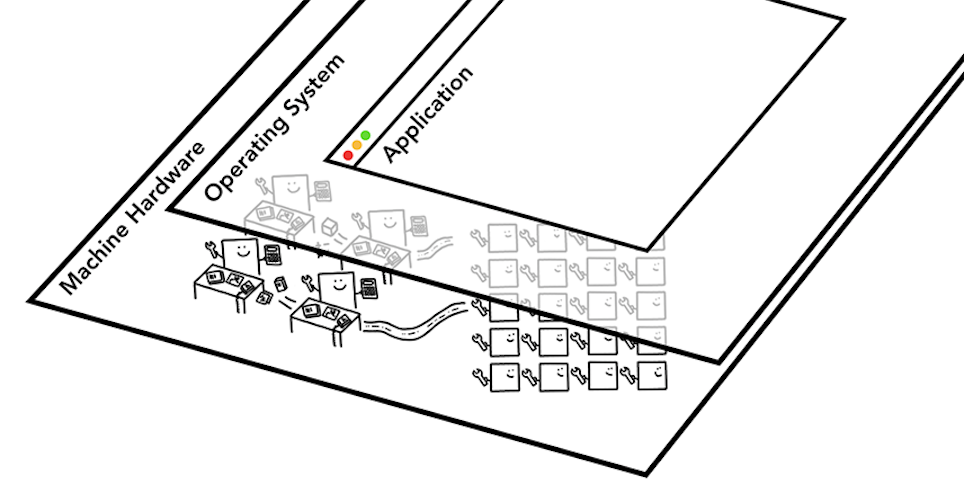 Machine Hardware
Operating System
Application